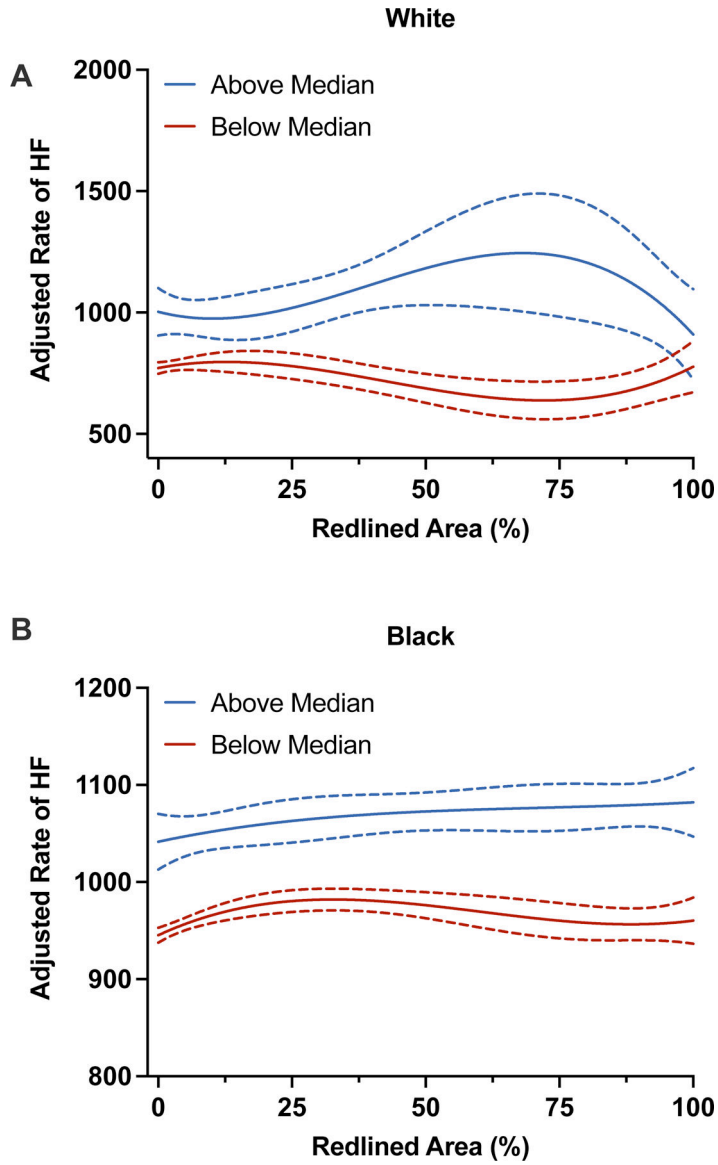 White
A
2000
1500
1000
500
Above Median
Below Median
Adjusted Rate of HF
0 25 50 75 100
Redlined Area (%)
B
Black
1200
1100
1000
900
800
Above Median
Below Median
Adjusted Rate of HF
0 25 50 75 100
Redlined Area (%)